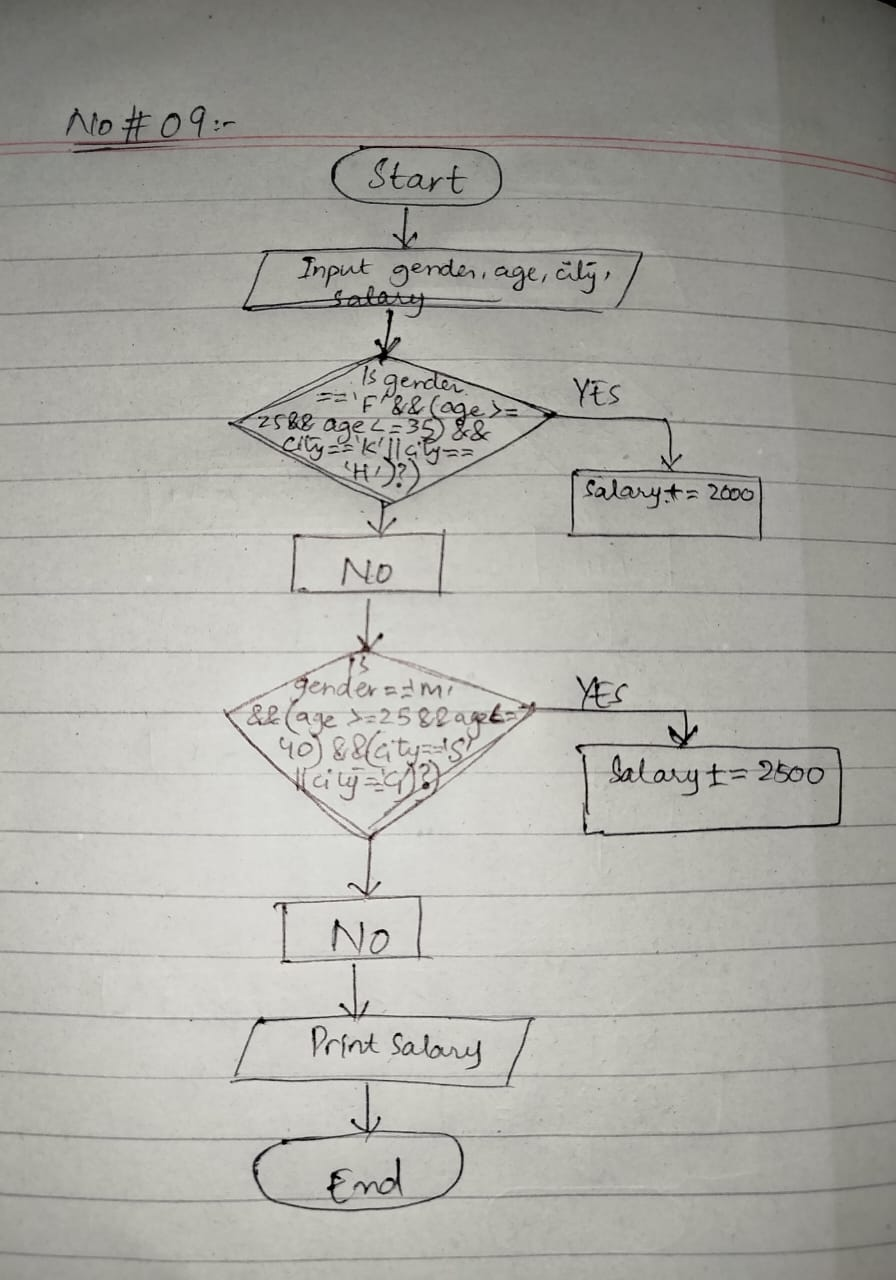 No # 09:-
Start
Input gender, age, city,
salary
Is gender
=='F' && (age >=
25 && age <= 35) &&
city=='K' || city==
'H')?)
YES
Salary += 2000
No
Is
gender == 'M'
&& (age >=25 && age <=
40) && (city=='S'
|| city=='G')?)
YES
Salary += 2500
No
Print Salary
End